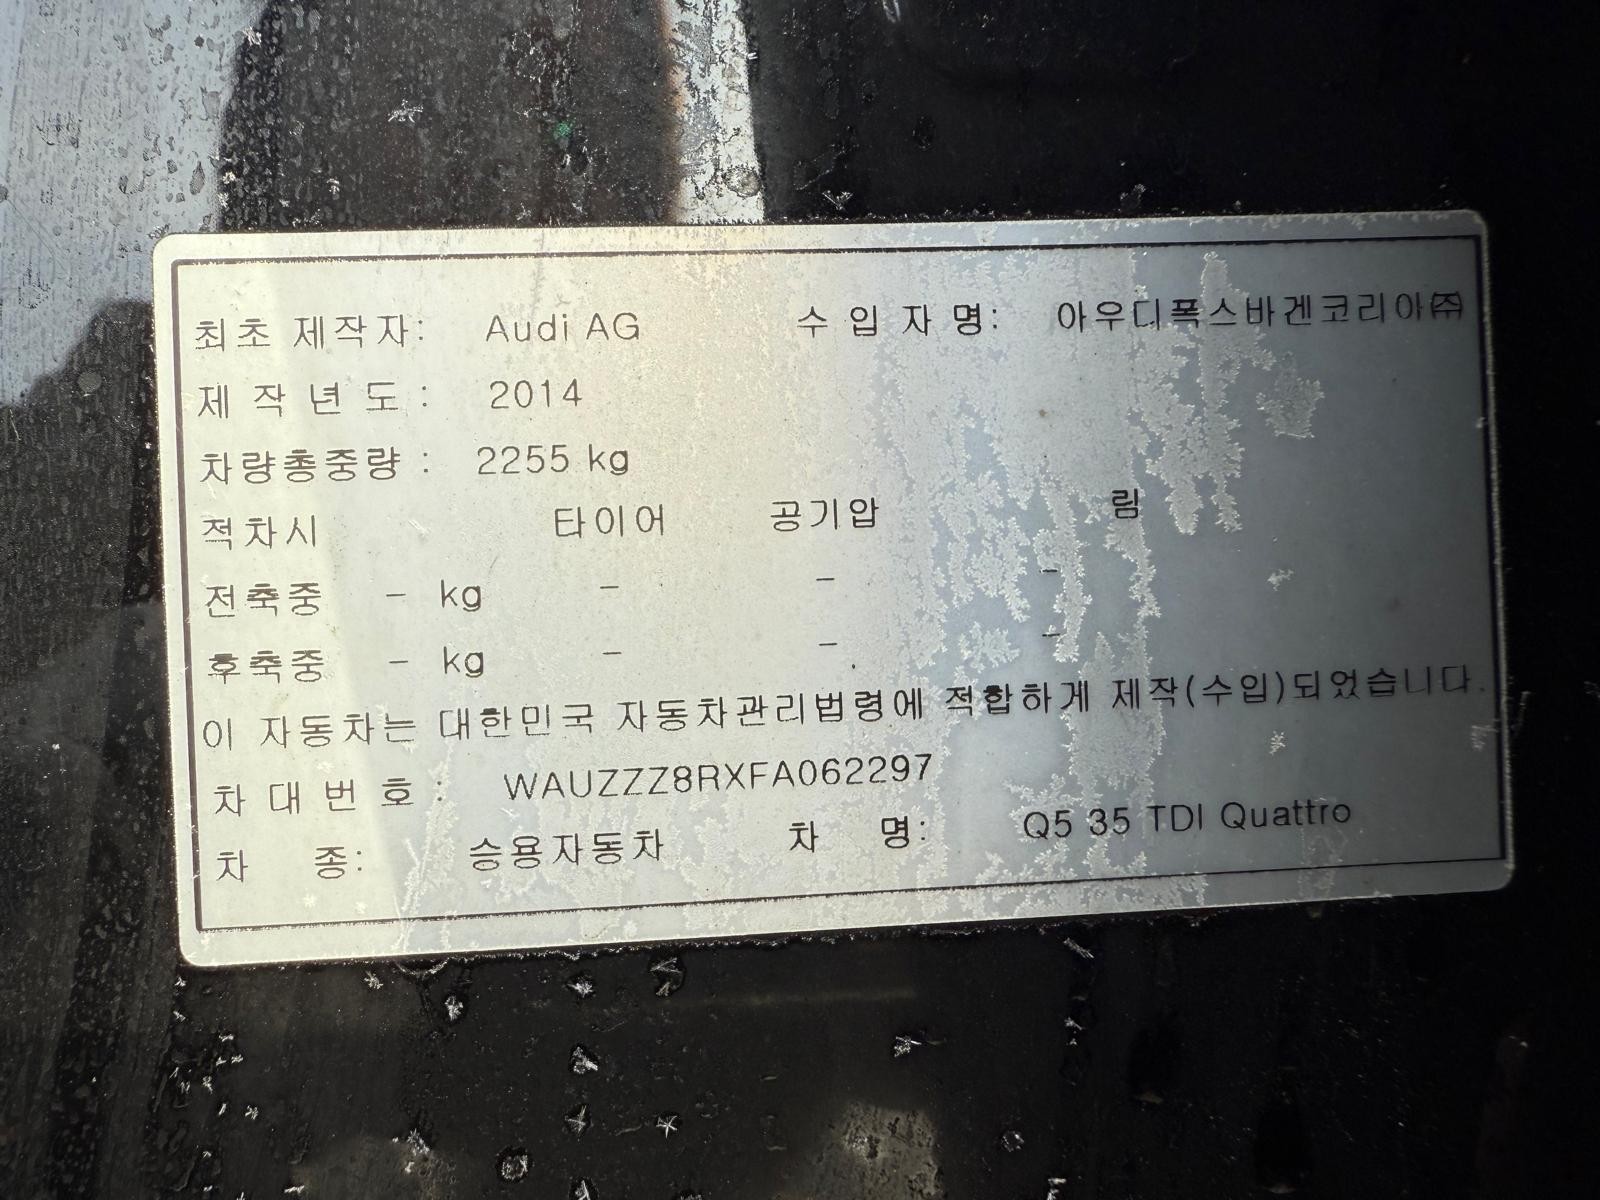 최초 제작자: Audi AG 수 입 자 명: 아우디폭스바겐코리아㈜
제 작 년 도 : 2014
차량총중량 : 2255 kg
적차시 타이어 공기압 림
전축중 - kg - - -
후축중 - kg - - -
이 자동차는 대한민국 자동차관리법령에 적합하게 제작(수입)되었습니다.
차 대 번 호 : WAUZZZ8RXFA062297
차 종: 승용자동차 차 명: Q5 35 TDI Quattro